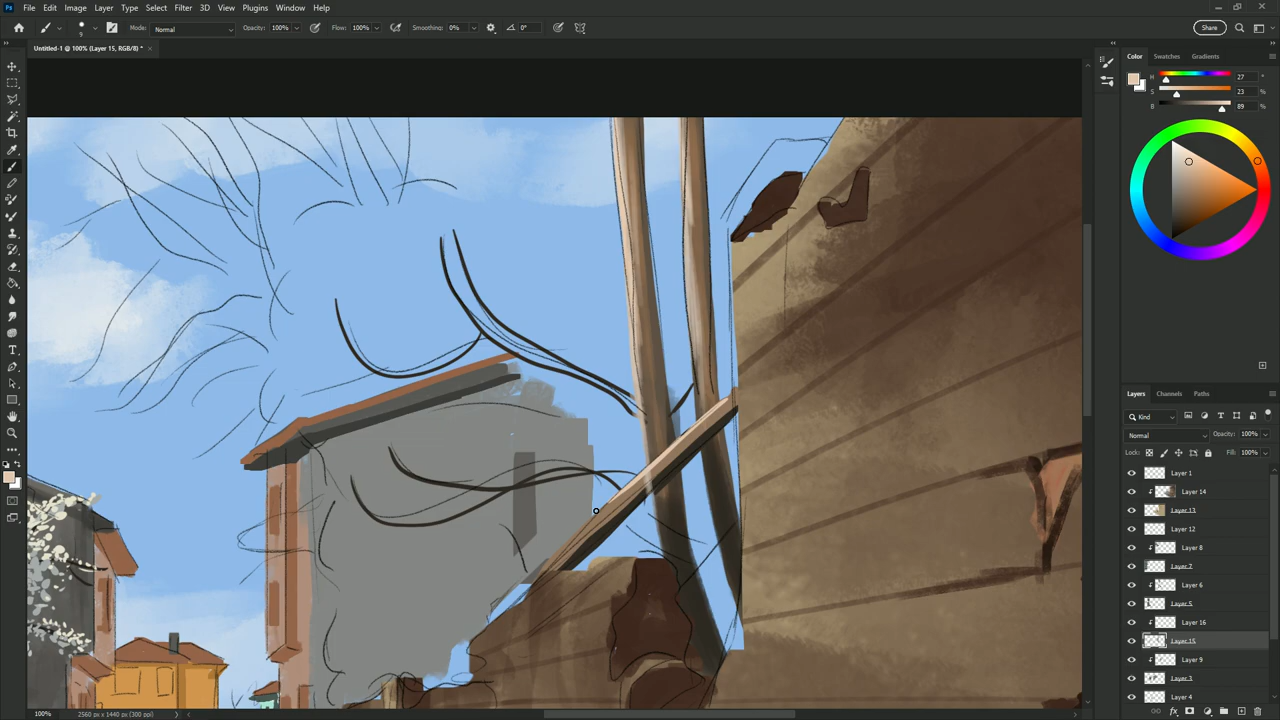 Ps File Edit Image Layer Type Select Filter 3D View Plugins Window Help
9 Mode: Normal Opacity: 100% Flow: 100% Smoothing: 0% 0° Share
Untitled-1 @ 100% (Layer 15, RGB/8) *
Color Swatches Gradients
H 27 °
S 23 %
B 89 %
Layers Channels Paths
Kind
Normal Opacity: 100%
Lock: Fill: 100%
Layer 1
Layer 14
Layer 13
Layer 12
Layer 8
Layer 7
Layer 6
Layer 5
Layer 16
Layer 15
Layer 9
Layer 3
Layer 4
100% 2560 px x 1440 px (300 ppi)